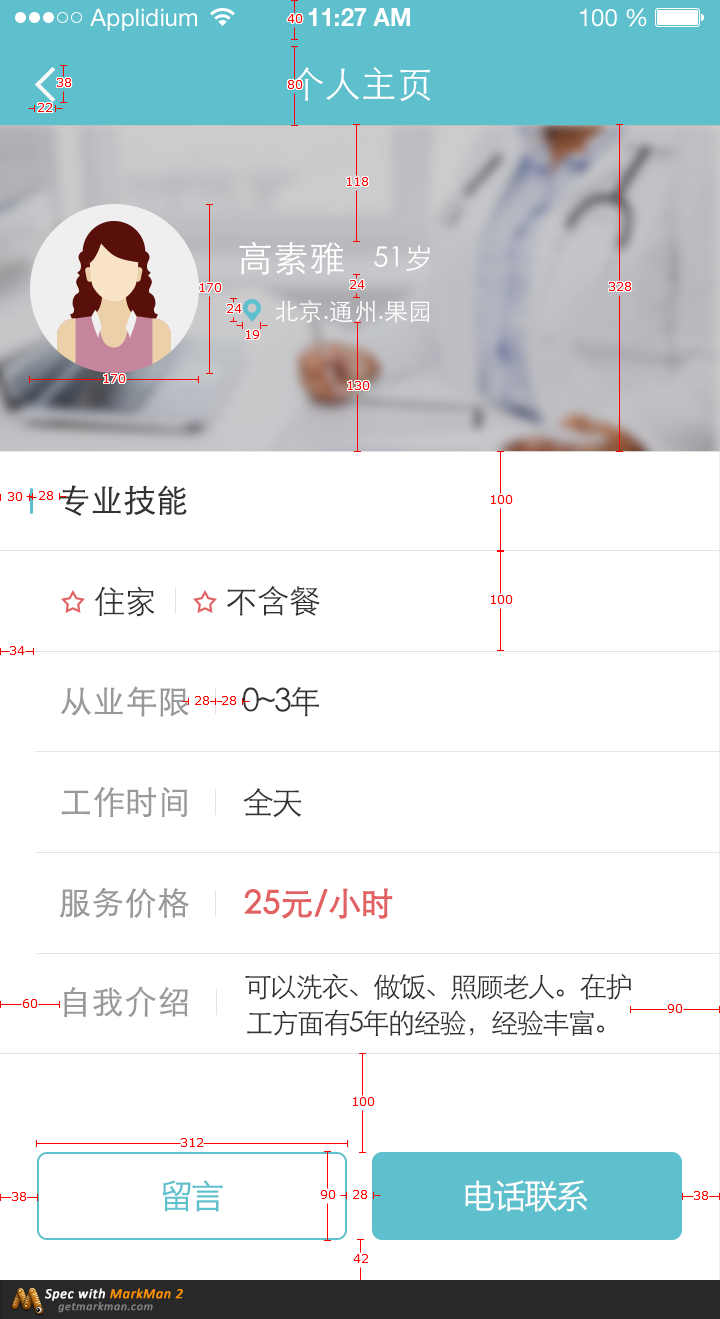 Applidium 40 11:27 AM 100 %
38 80 个人主页
22
118
高素雅 51岁
170 24 328
24 北京.通州.果园
19
170 130
30 28 专业技能 100
住家 不含餐 100
34
从业年限 28 28 0~3年
工作时间 全天
服务价格 25元/小时
自我介绍 可以洗衣、做饭、照顾老人。在护
60 90
工方面有5年的经验，经验丰富。
100
312
38 留言 90 28 电话联系 38
42
Spec with MarkMan 2
getmarkman.com